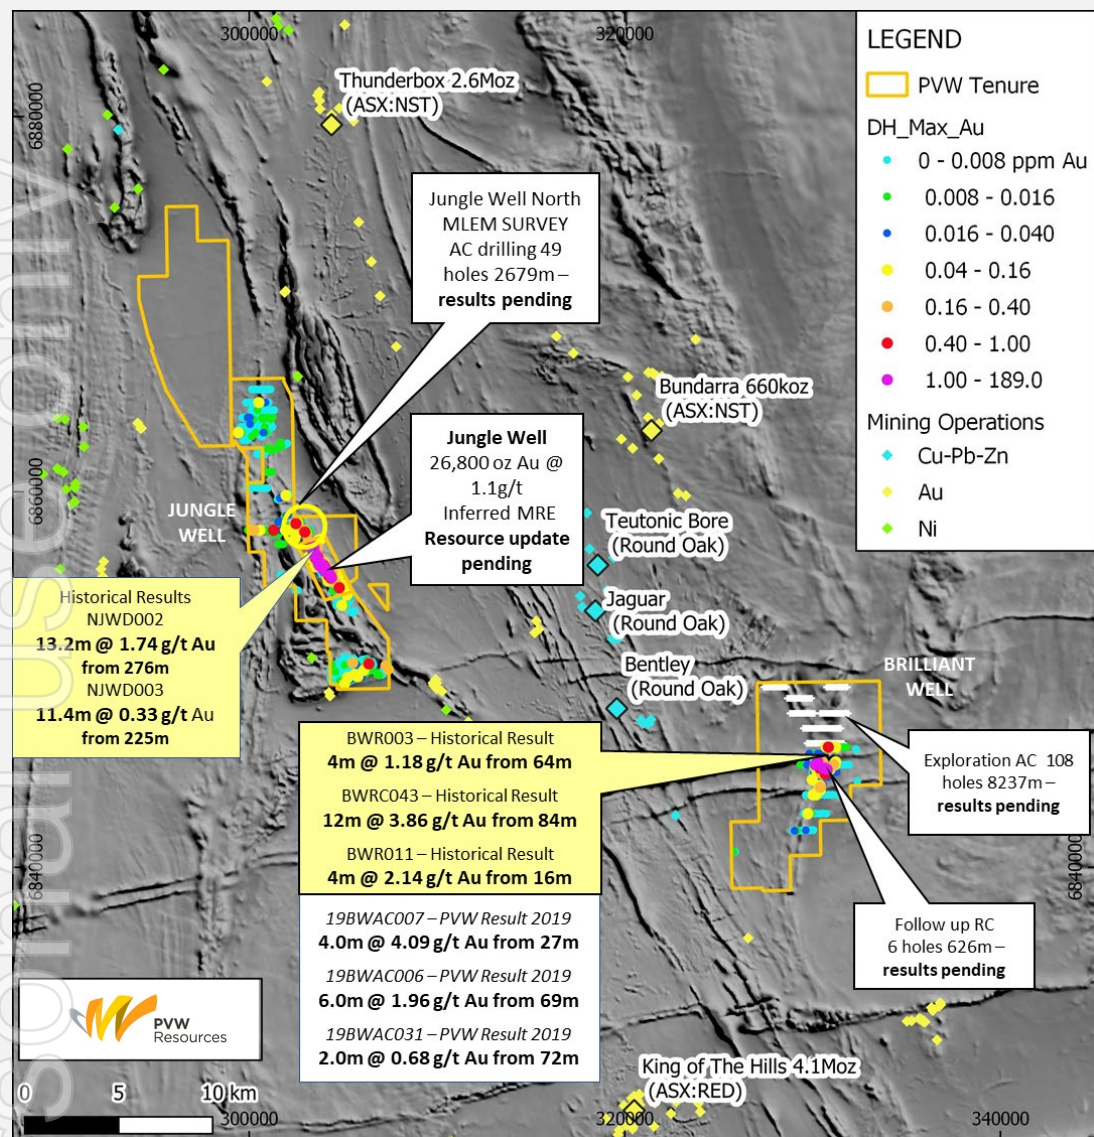 300000
320000
6880000
6860000
6840000
6840000
300000
320000
340000
LEGEND
PVW Tenure
DH_Max_Au
0 - 0.008 ppm Au
0.008 - 0.016
0.016 - 0.040
0.04 - 0.16
0.16 - 0.40
0.40 - 1.00
1.00 - 189.0
Mining Operations
Cu-Pb-Zn
Au
Ni
Thunderbox 2.6Moz
(ASX:NST)
Jungle Well North
MLEM SURVEY
AC drilling 49
holes 2679m –
results pending
Bundarra 660koz
(ASX:NST)
Jungle Well
26,800 oz Au @
1.1g/t
Inferred MRE
Resource update
pending
JUNGLE
WELL
Teutonic Bore
(Round Oak)
Jaguar
(Round Oak)
Bentley
(Round Oak)
BRILLIANT
WELL
Historical Results
NJWD002
13.2m @ 1.74 g/t Au
from 276m
NJWD003
11.4m @ 0.33 g/t Au
from 225m
BWR003 – Historical Result
4m @ 1.18 g/t Au from 64m
BWRC043 – Historical Result
12m @ 3.86 g/t Au from 84m
BWR011 – Historical Result
4m @ 2.14 g/t Au from 16m
19BWAC007 – PVW Result 2019
4.0m @ 4.09 g/t Au from 27m
19BWAC006 – PVW Result 2019
6.0m @ 1.96 g/t Au from 69m
19BWAC031 – PVW Result 2019
2.0m @ 0.68 g/t Au from 72m
Exploration AC 108
holes 8237m –
results pending
Follow up RC
6 holes 626m –
results pending
King of The Hills 4.1Moz
(ASX:RED)
PVW
Resources
0 5 10 km
sonal use only